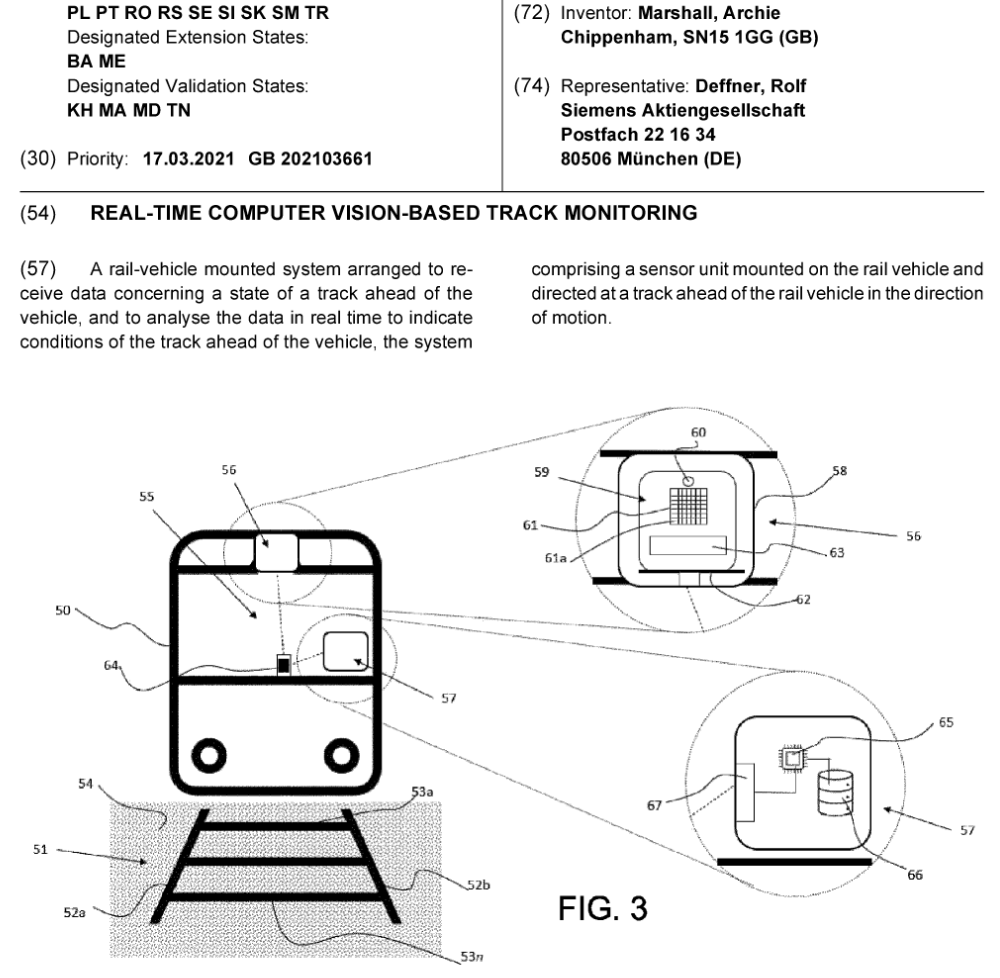 PL PT RO RS SE SI SK SM TR
Designated Extension States:
BA ME
Designated Validation States:
KH MA MD TN
(30) Priority: 17.03.2021 GB 202103661
(72) Inventor: Marshall, Archie
Chippenham, SN15 1GG (GB)
(74) Representative: Deffner, Rolf
Siemens Aktiengesellschaft
Postfach 22 16 34
80506 München (DE)
(54) REAL-TIME COMPUTER VISION-BASED TRACK MONITORING
(57) A rail-vehicle mounted system arranged to re-
ceive data concerning a state of a track ahead of the
vehicle, and to analyse the data in real time to indicate
conditions of the track ahead of the vehicle, the system
comprising a sensor unit mounted on the rail vehicle and
directed at a track ahead of the rail vehicle in the direction
of motion.
60
56
59
58
55
61
56
61a
63
62
50
64
57
65
54
53a
67
51
57
52b
66
52a
FIG. 3
53n